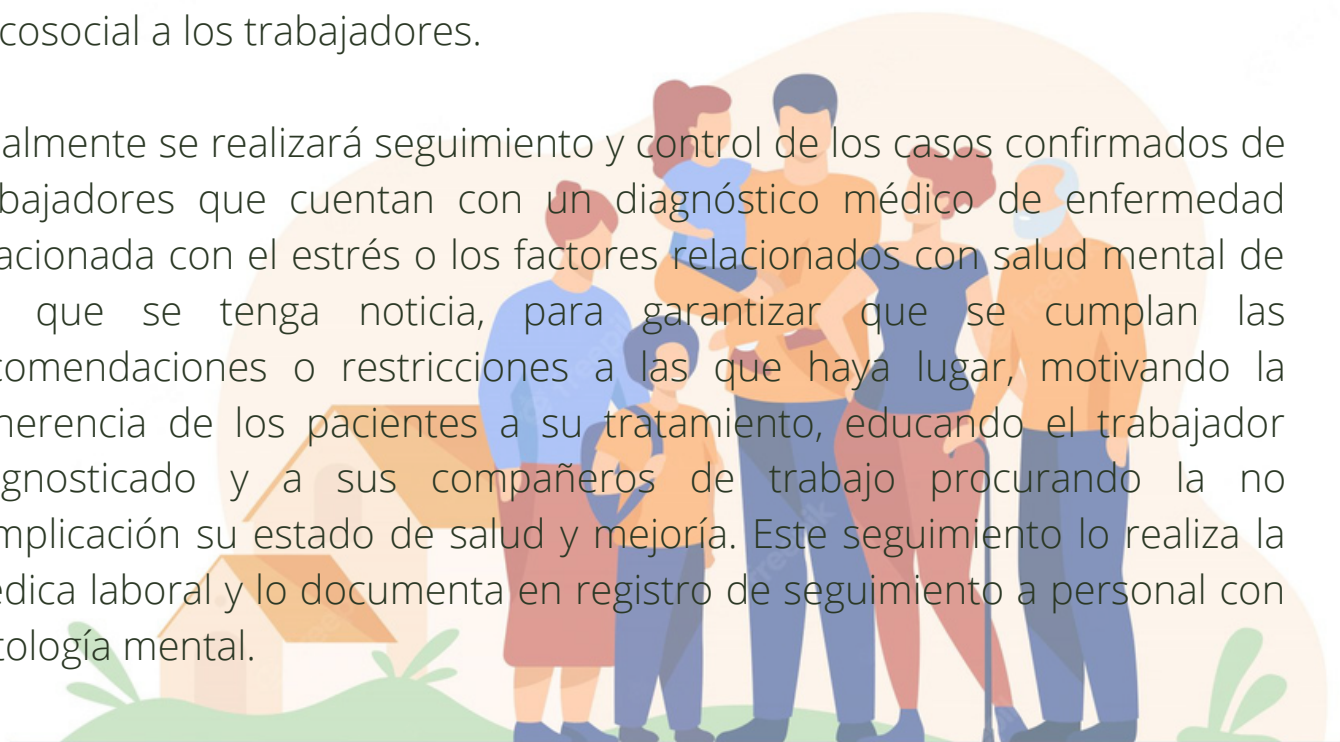 cosocial a los trabajadores.
almente se realizará seguimiento y control de los casos confirmados de
bajadores que cuentan con un diagnóstico médico de enfermedad
acionada con el estrés o los factores relacionados con salud mental de
que se tenga noticia, para garantizar que se cumplan las
comendaciones o restricciones a las que haya lugar, motivando la
herencia de los pacientes a su tratamiento, educando el trabajador
gnosticado y a sus compañeros de trabajo procurando la no
mplicación su estado de salud y mejoría. Este seguimiento lo realiza la
édica laboral y lo documenta en registro de seguimiento a personal con
tología mental.